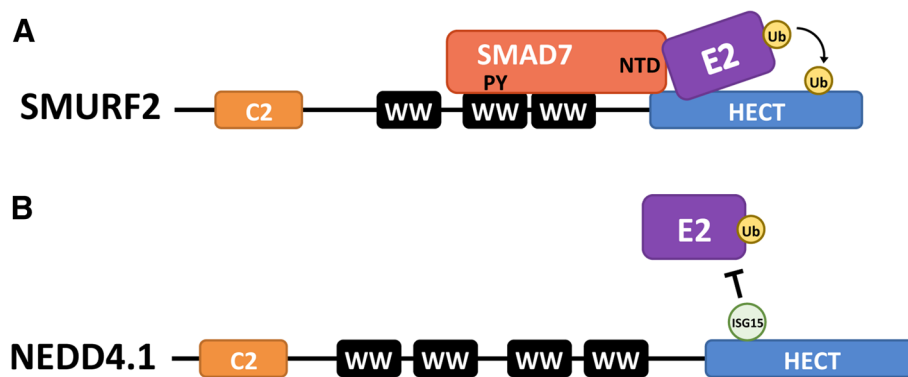 A
SMURF2
C2
WW
WW
WW
SMAD7
PY
NTD
E2
Ub
Ub
HECT
B
E2
Ub
ISG15
NEDD4.1
C2
WW
WW
WW
WW
HECT